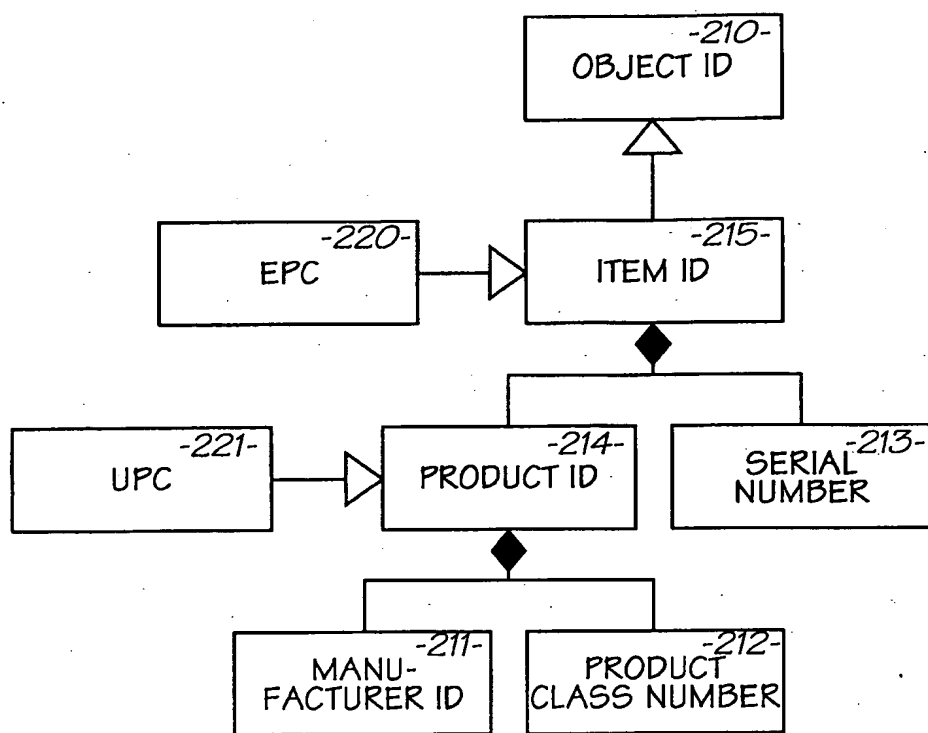 -210-
OBJECT ID
-220-
EPC
-215-
ITEM ID
-221-
UPC
-214-
PRODUCT ID
-213-
SERIAL
NUMBER
-211-
MANU-
FACTURER ID
-212-
PRODUCT
CLASS NUMBER